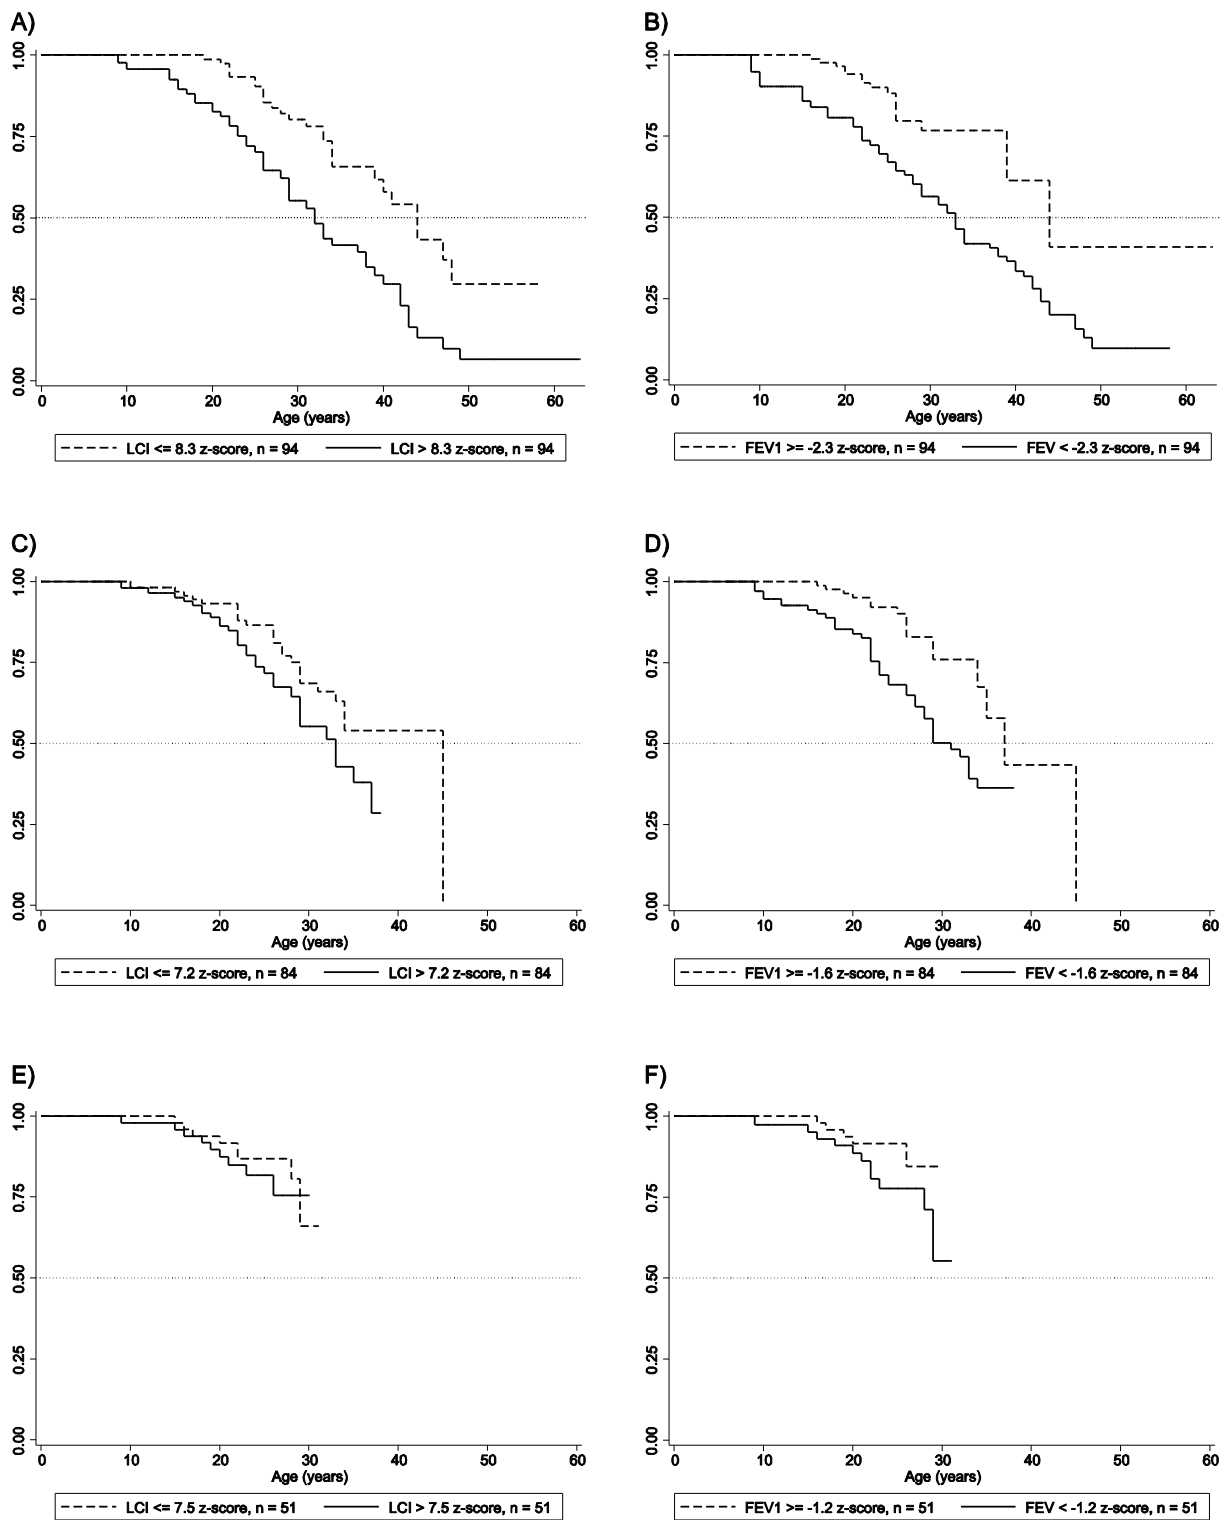 A)
1.00
0.75
0.50
0.25
0.00
0 10 20 30 40 50 60
Age (years)
LCI <= 8.3 z-score, n = 94 LCI > 8.3 z-score, n = 94
B)
1.00
0.75
0.50
0.25
0.00
0 10 20 30 40 50 60
Age (years)
FEV1 >= -2.3 z-score, n = 94 FEV < -2.3 z-score, n = 94
C)
1.00
0.75
0.50
0.25
0.00
0 10 20 30 40 50 60
Age (years)
LCI <= 7.2 z-score, n = 84 LCI > 7.2 z-score, n = 84
D)
1.00
0.75
0.50
0.25
0.00
0 10 20 30 40 50 60
Age (years)
FEV1 >= -1.6 z-score, n = 84 FEV < -1.6 z-score, n = 84
E)
1.00
0.75
0.50
0.25
0.00
0 10 20 30 40 50 60
Age (years)
LCI <= 7.5 z-score, n = 51 LCI > 7.5 z-score, n = 51
F)
1.00
0.75
0.50
0.25
0.00
0 10 20 30 40 50 60
Age (years)
FEV1 >= -1.2 z-score, n = 51 FEV < -1.2 z-score, n = 51